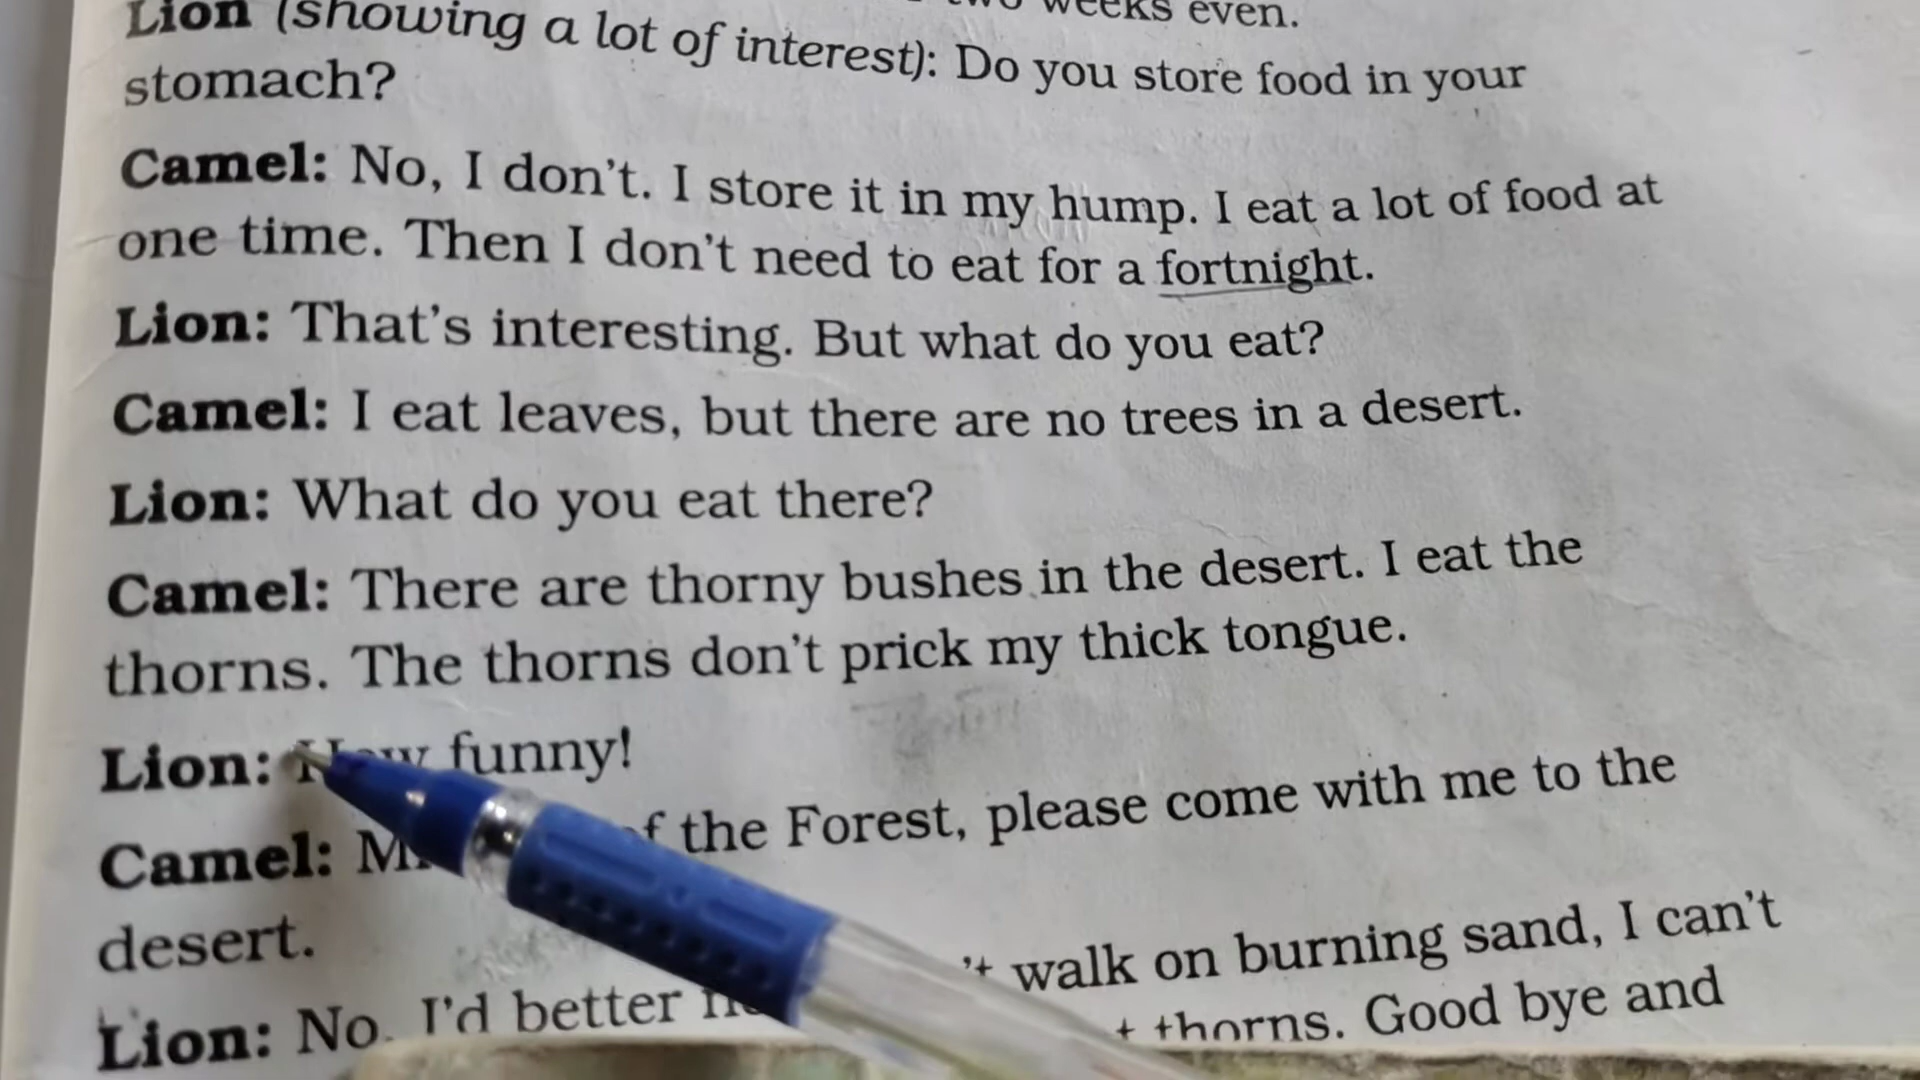 weeks even.
Lion (showing a lot of interest): Do you store food in your
stomach?
Camel: No, I don't. I store it in my hump. I eat a lot of food at
one time. Then I don't need to eat for a fortnight.
Lion: That's interesting. But what do you eat?
Camel: I eat leaves, but there are no trees in a desert.
Lion: What do you eat there?
Camel: There are thorny bushes in the desert. I eat the
thorns. The thorns don't prick my thick tongue.
Lion: How funny!
Camel: the Forest, please come with me to the
desert.
Lion: No, I'd better walk on burning sand, I can't
thorns. Good bye and